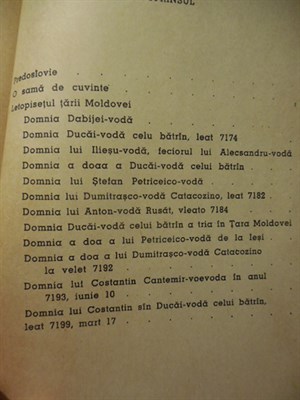 CUPRINSUL
Predoslovie
O samă de cuvinte
Letopisețul țării Moldovei
Domnia Dabijei-vodă
Domnia Ducăi-vodă celu bătrîn, leat 7174
Domnia lui Ilieșu-vodă, feciorul lui Alecsandru-vodă
Domnia a doaa a Ducăi-vodă celui bătrîn
Domnia lui Ștefan Petriceico-vodă
Domnia lui Dumitrașco-vodă Catacozino, leat 7182
Domnia lui Anton-vodă Rusăt, vleato 7184
Domnia Ducăi-vodă celui bătrîn a tria în Țara Moldovei
Domnia a doa a lui Petriceico-vodă de la Ieși
Domnia a doa a lui Dumitrașco-vodă Catacozino
la velet 7192
Domnia lui Costantin Cantemir-voevoda în anul
7193, iunie 10
Domnia lui Costantin sîn Ducăi-vodă celui bătrîn,
leat 7199, mart 17